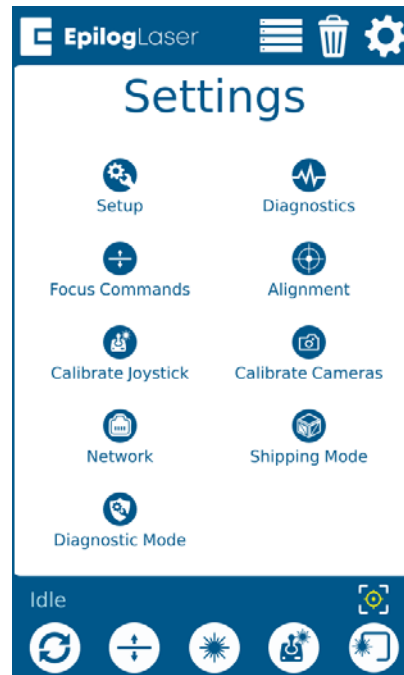 EpilogLaser
Settings
Setup
Diagnostics
Focus Commands
Alignment
Calibrate Joystick
Calibrate Cameras
Network
Shipping Mode
Diagnostic Mode
Idle